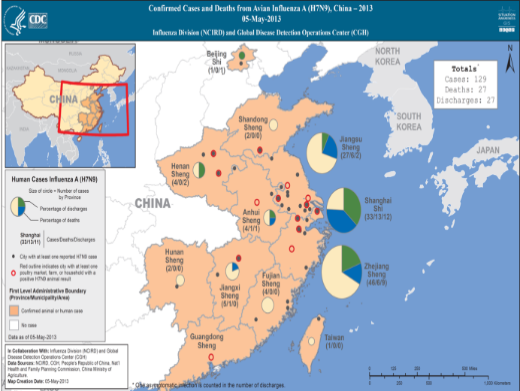 Confirmed Cases and Deaths from Avian Influenza A (H7N9), China – 2013
05-May-2013
Influenza Division (NCIRD) and Global Disease Detection Operations Center (CGH)
CDC
Beijing
Shi
(1/0/1)
NORTH
KOREA
Totals*
Cases: 129
Deaths: 27
Discharges: 27
CHINA
Shandong
Sheng
(2/0/0)
SOUTH
KOREA
Jiangsu
Sheng
(27/6/2)
JAPAN
Henan
Sheng
(4/0/2)
Human Cases Influenza A (H7N9)
Size of circle = Number of cases
by Province
Percentage of discharges
Percentage of deaths
Shanghai
(33/13/11)
Cases/Deaths/Discharges
City with at least one reported H7N9 case
Red outline indicates city with at least one
poultry market, farm, or household with a
positive H7N9 animal result
First Level Administrative Boundary
(Province/Municipality/Area)
Confirmed animal or human case
No case
Data as of 05-May-2013
CHINA
Anhui
Sheng
(4/1/1)
Shanghai
Shi
(33/13/12)
Hunan
Sheng
(2/0/0)
Jiangxi
Sheng
(5/1/0)
Fujian
Sheng
(4/0/0)
Zhejiang
Sheng
(46/6/9)
Guangdong
Sheng
Taiwan
(1/0/0)
In Collaboration With: Influenza Division (NCIRD) and Global
Disease Detection Operations Center (CGH)
Data Sources: NCIRD, CGH, People's Republic of China, Nat'l
Health and Family Planning Commission, China Ministry of
Agriculture.
Map Creation Date: 05-May-2013
* One asymptomatic infection is counted in the number of discharges.